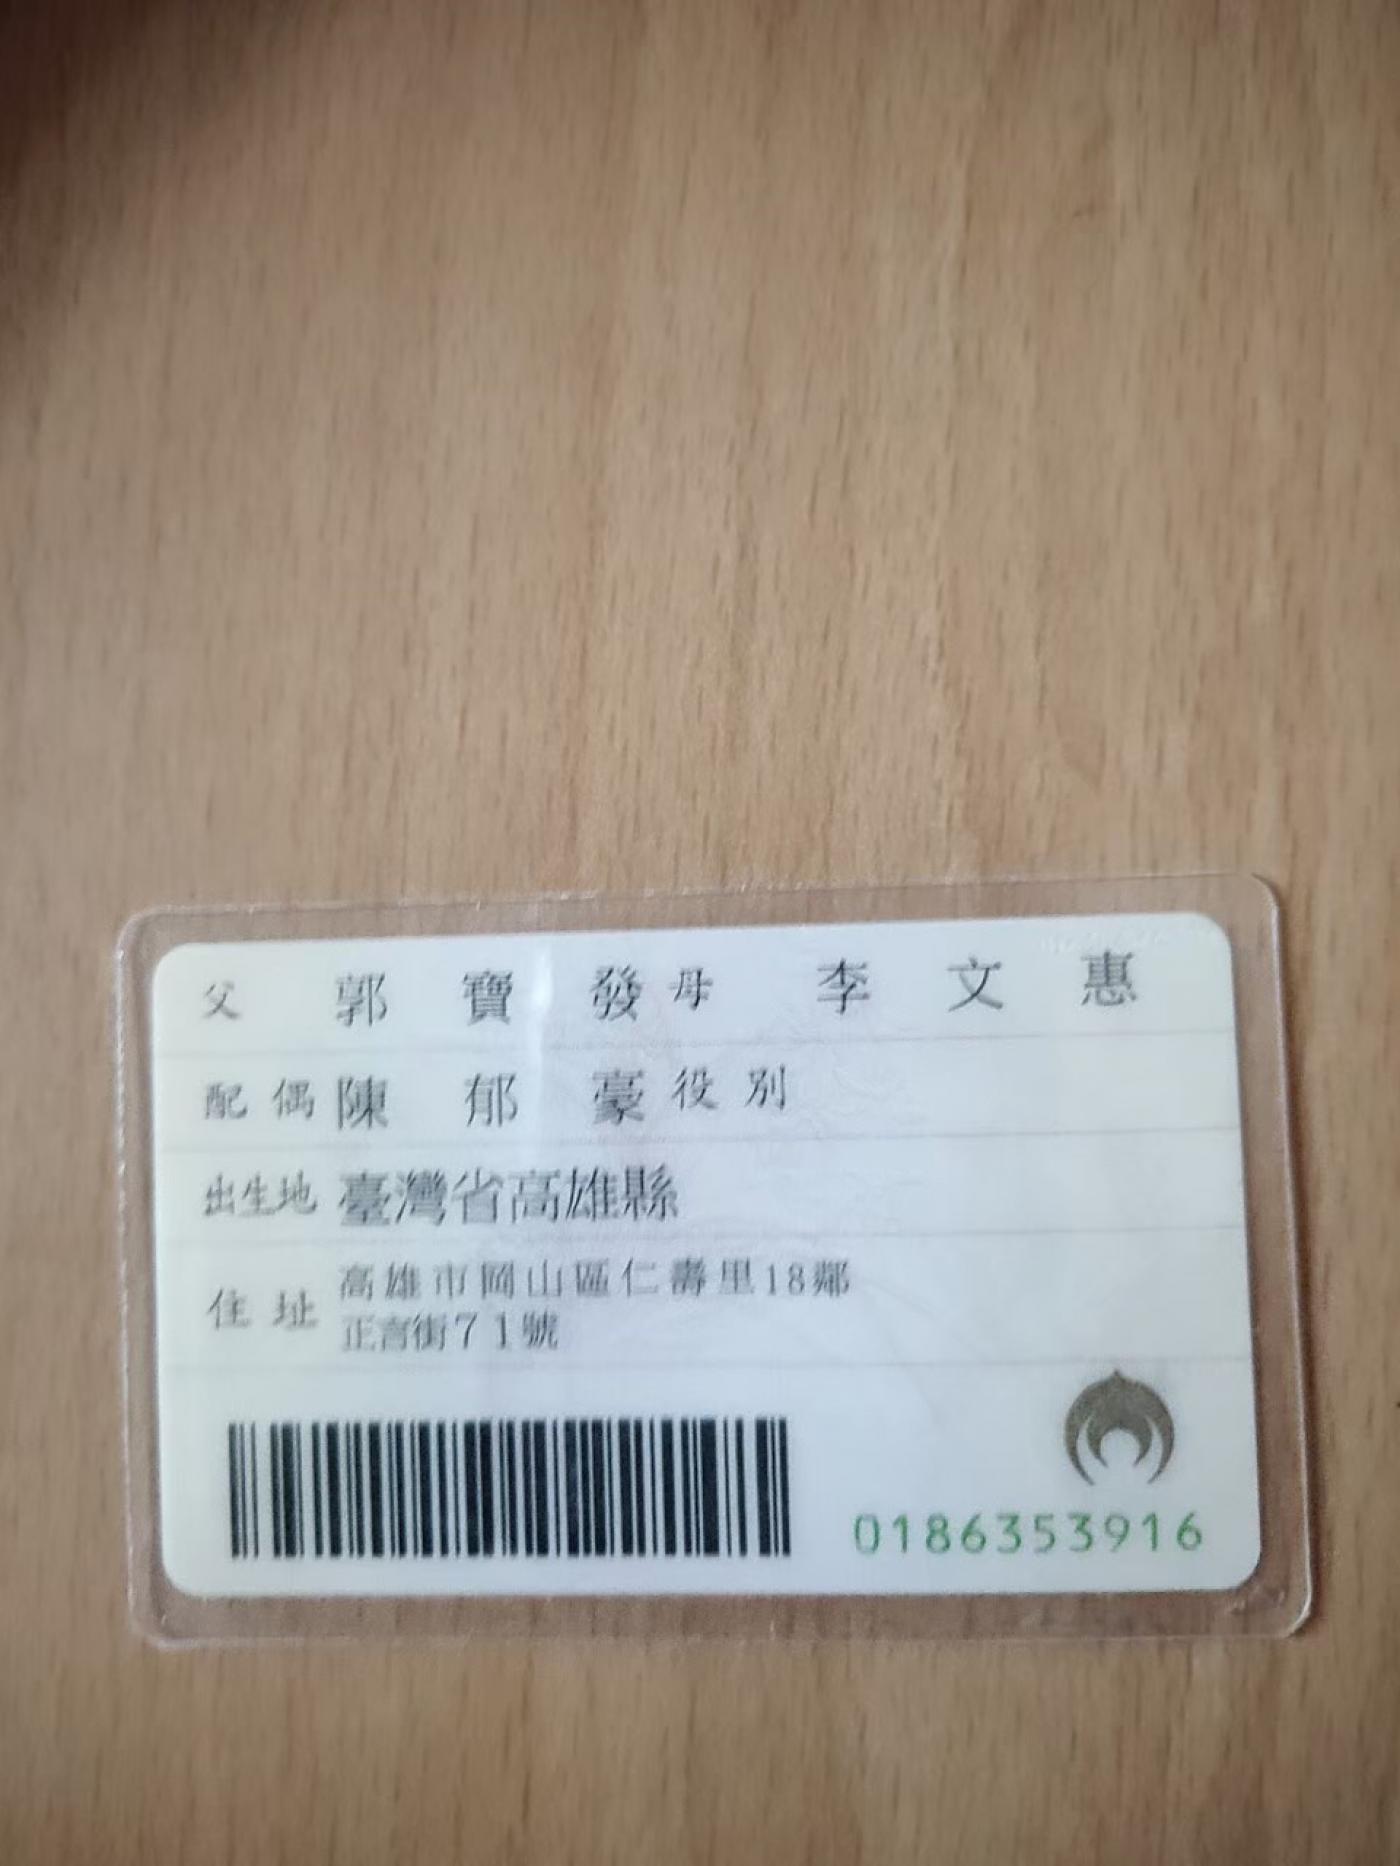 父 郭寶發 母 李文惠
配偶 陳郁豪 役別
出生地 臺灣省高雄縣
住址 高雄市岡山區仁壽里18鄰
正言街71號
0186353916